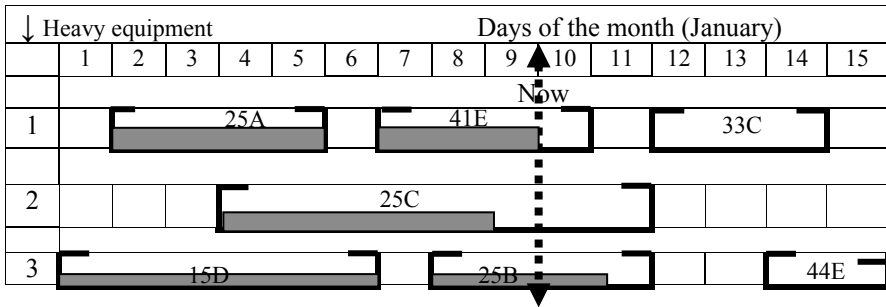 ↓ Heavy equipment Days of the month (January)
1 2 3 4 5 6 7 8 9 10 11 12 13 14 15
Now
1 25A 41E 33C
2 25C
3 15D 25B 44E